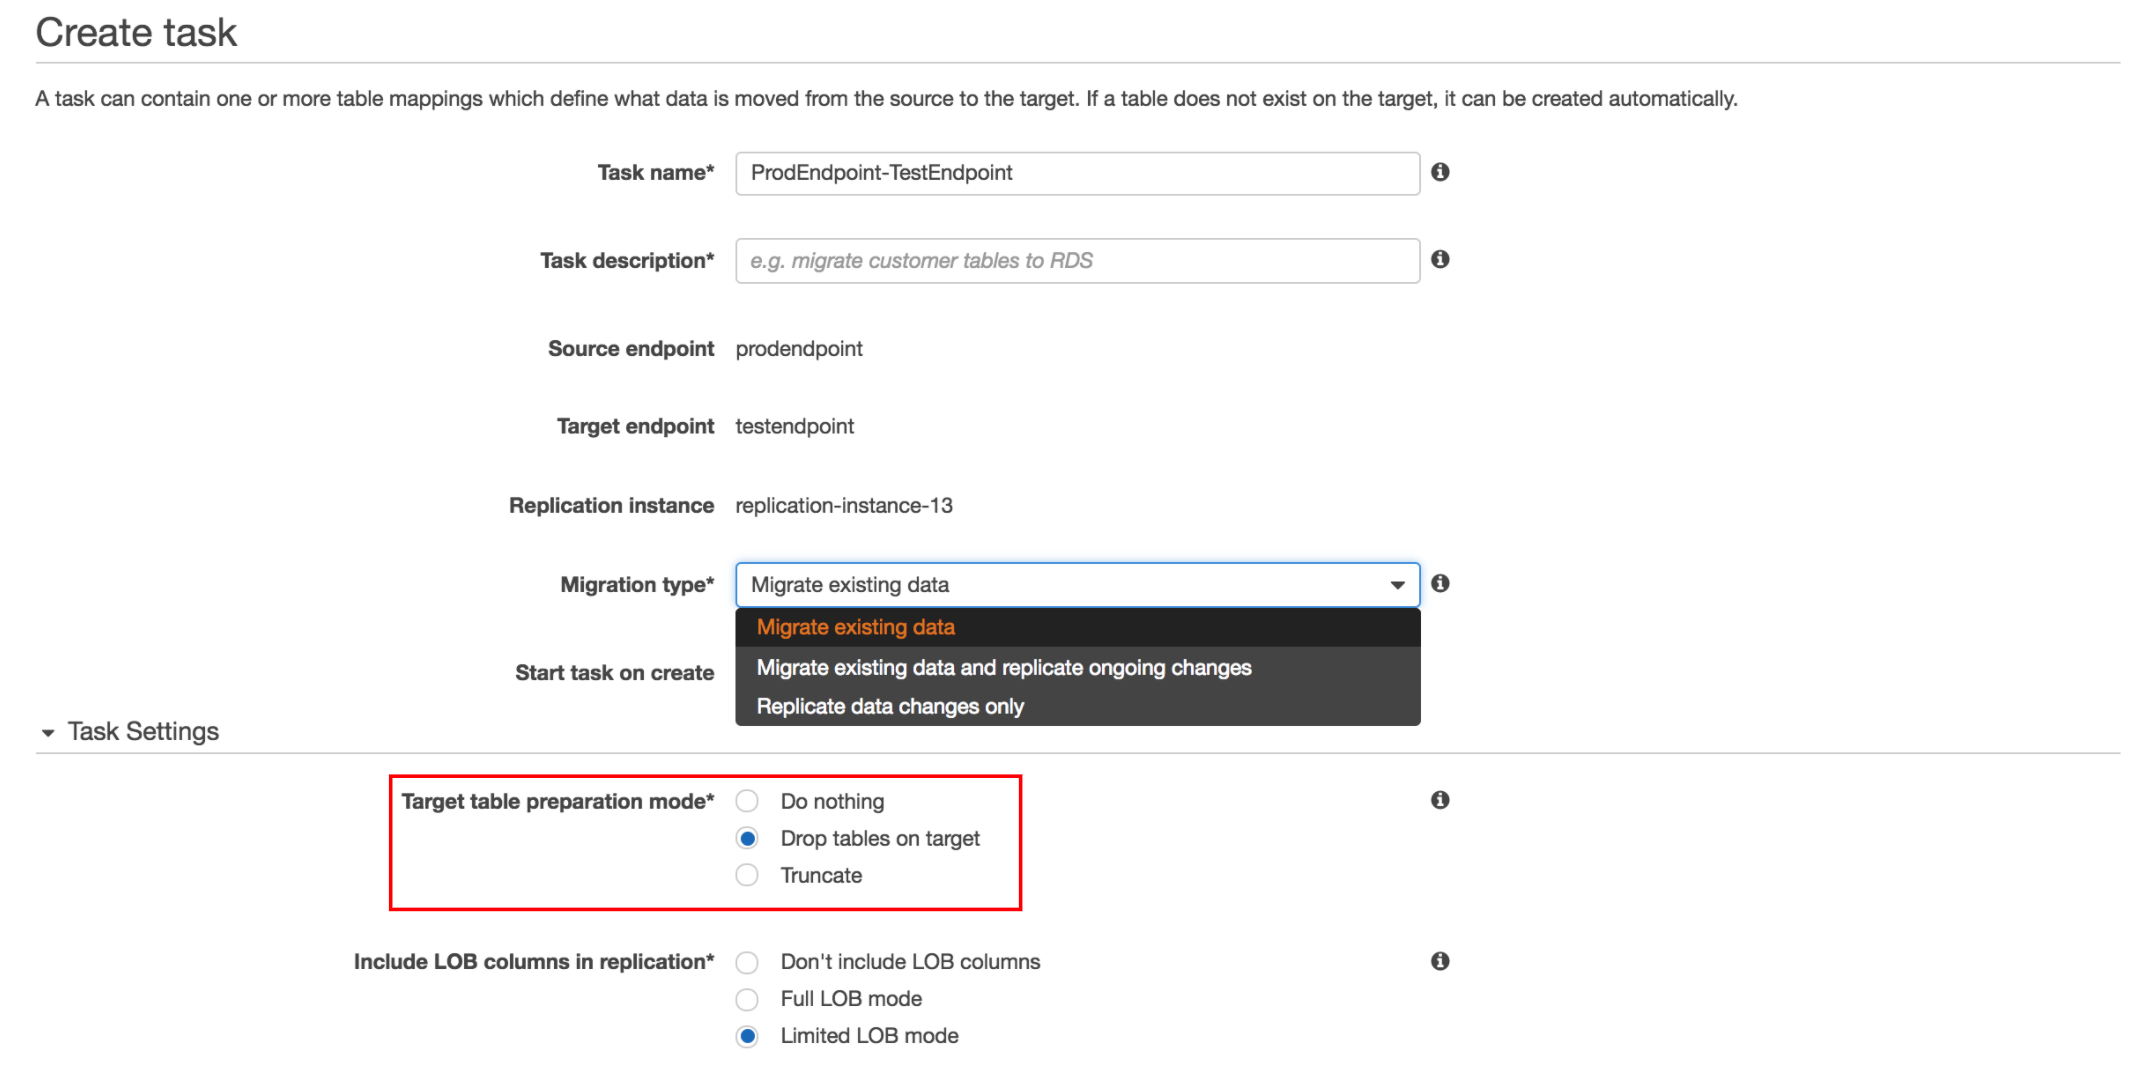 Create task
A task can contain one or more table mappings which define what data is moved from the source to the target. If a table does not exist on the target, it can be created automatically.
Task name* ProdEndpoint-TestEndpoint
Task description* e.g. migrate customer tables to RDS
Source endpoint prodendpoint
Target endpoint testendpoint
Replication instance replication-instance-13
Migration type* Migrate existing data
Migrate existing data
Migrate existing data and replicate ongoing changes
Start task on create
Replicate data changes only
Task Settings
Target table preparation mode* Do nothing
Drop tables on target
Truncate
Include LOB columns in replication* Don't include LOB columns
Full LOB mode
Limited LOB mode